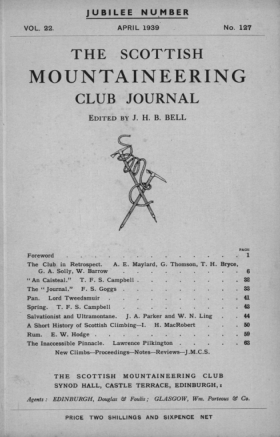 JUBILEE NUMBER
VOL. 22 APRIL 1939 No. 127
THE SCOTTISH
MOUNTAINEERING
CLUB JOURNAL
EDITED BY J. H. B. BELL
PAGE
Foreword . . . . . . . . . 1
The Club in Retrospect. A. E. Maylard, G. Thomson, T. H. Bryce,
G. A. Solly, W. Barrow . . . . . . 6
"An Caisteal." T. F. S. Campbell . . . . . 32
The "Journal." F. S. Goggs . . . . . 33
Pan. Lord Tweedsmuir . . . . . . 41
Spring. T. F. S. Campbell . . . . . . 43
Salvationist and Ultramontane. J. A. Parker and W. N. Ling . . 44
A Short History of Scottish Climbing—I. H. MacRobert . . 50
Rum. E. W. Hodge . . . . . . . 59
The Inaccessible Pinnacle. Lawrence Pilkington . . . 63
New Climbs—Proceedings—Notes—Reviews—J.M.C.S.
THE SCOTTISH MOUNTAINEERING CLUB
SYNOD HALL, CASTLE TERRACE, EDINBURGH, 1
Agents: EDINBURGH, Douglas & Foulis; GLASGOW, Wm. Porteous & Co.
PRICE TWO SHILLINGS AND SIXPENCE NET